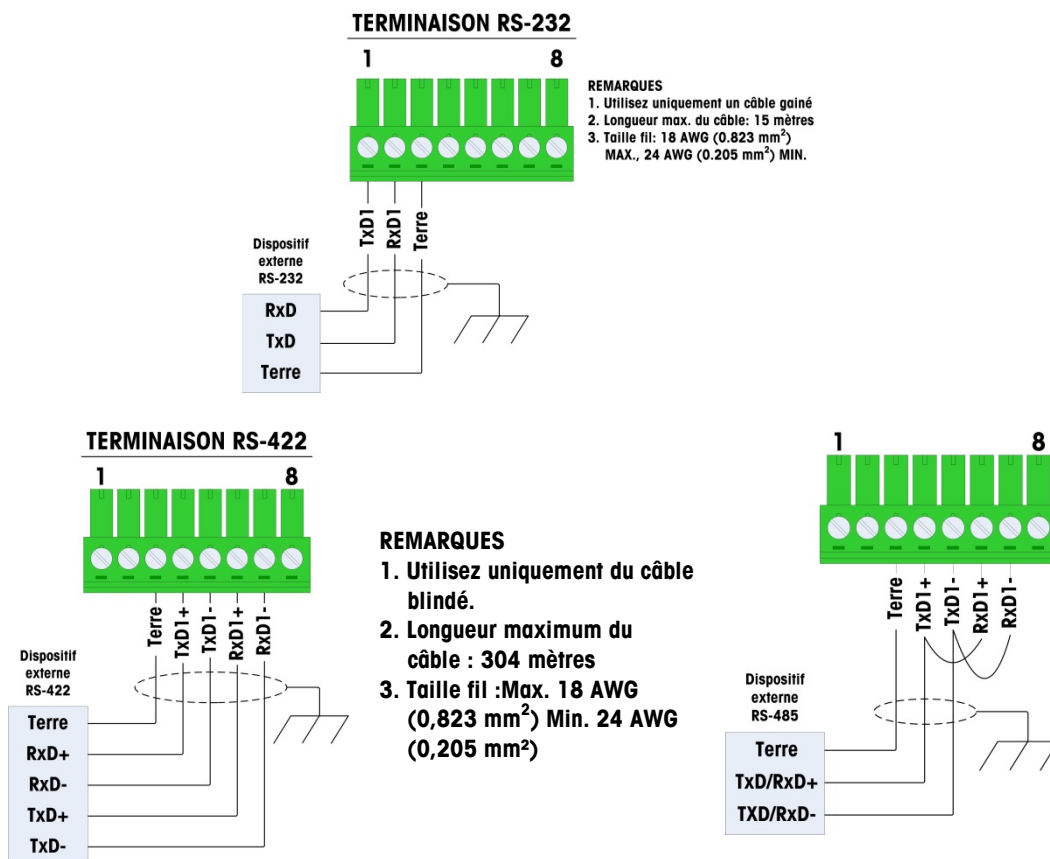 TERMINAISON RS-232
1 8
REMARQUES
1. Utilisez uniquement un câble gainé
2. Longueur max. du câble: 15 mètres
3. Taille fil: 18 AWG (0.823 mm²)
MAX., 24 AWG (0.205 mm²) MIN.
TxD1
RxD1
Terre
Dispositif
externe
RS-232
RxD
TxD
Terre
TERMINAISON RS-422
1 8
Terre
TxD1+
TxD1-
RxD1+
RxD1-
Dispositif
externe
RS-422
Terre
RxD+
RxD-
TxD+
TxD-
REMARQUES
1. Utilisez uniquement du câble
blindé.
2. Longueur maximum du
câble : 304 mètres
3. Taille fil :Max. 18 AWG
(0,823 mm²) Min. 24 AWG
(0,205 mm²)
1 8
Terre
TxD1+
TxD1-
RxD1+
RxD1-
Dispositif
externe
RS-485
Terre
TxD/RxD+
TXD/RxD-